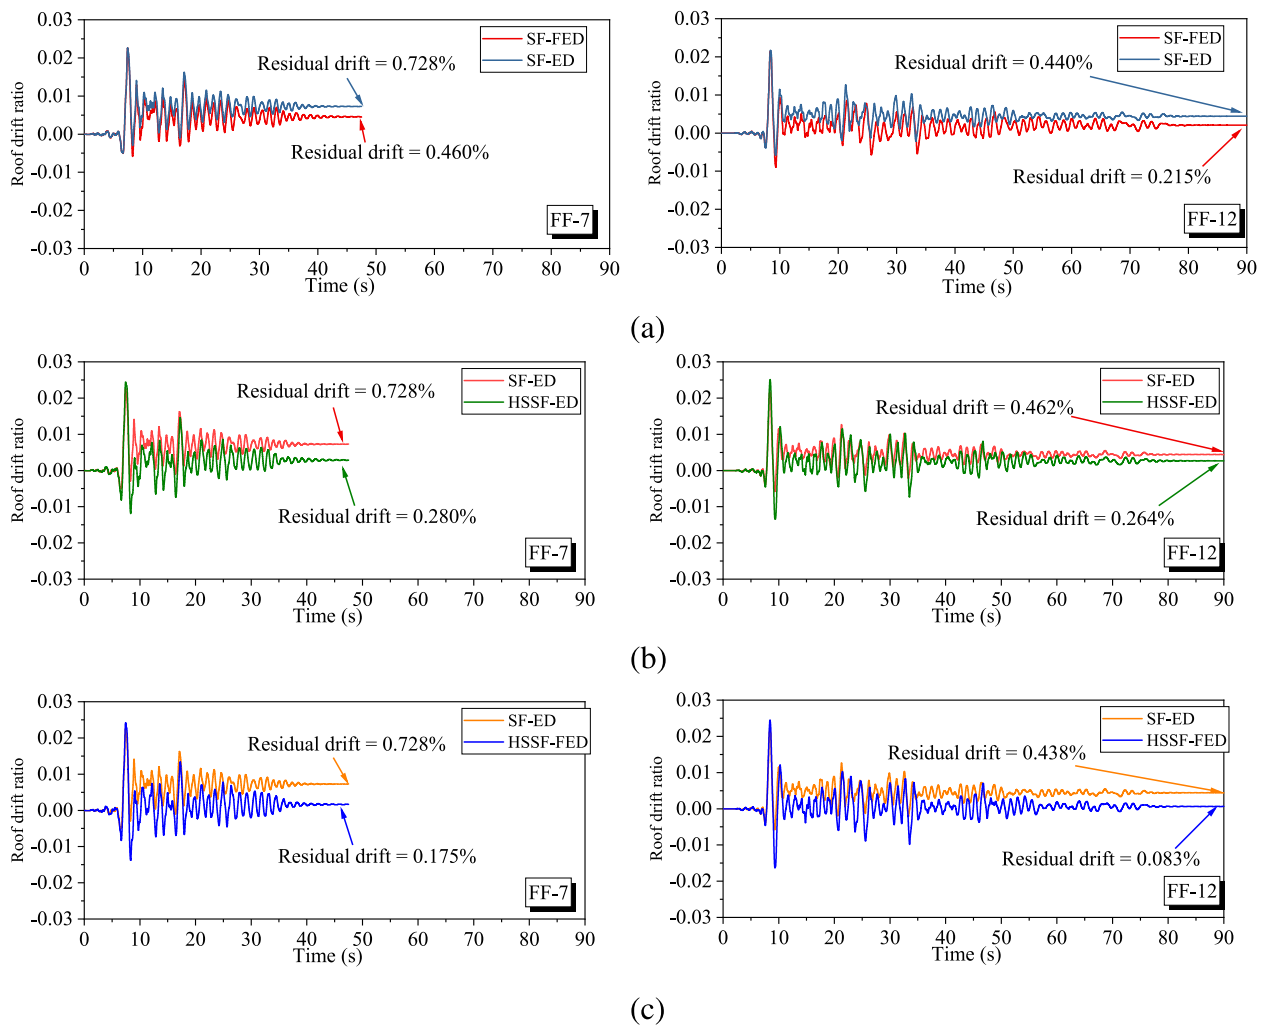 0.03
0.02
0.01
0.00
-0.01
-0.02
-0.03
Roof drift ratio
SF-FED
SF-ED
Residual drift = 0.728%
Residual drift = 0.460%
FF-7
0 10 20 30 40 50 60 70 80 90
Time (s)
0.03
0.02
0.01
0.00
-0.01
-0.02
-0.03
Roof drift ratio
SF-FED
SF-ED
Residual drift = 0.440%
Residual drift = 0.215%
FF-12
0 10 20 30 40 50 60 70 80 90
Time (s)
(a)
0.03
0.02
0.01
0.00
-0.01
-0.02
-0.03
Roof drift ratio
SF-ED
HSSF-ED
Residual drift = 0.728%
Residual drift = 0.280%
FF-7
0 10 20 30 40 50 60 70 80 90
Time (s)
0.03
0.02
0.01
0.00
-0.01
-0.02
-0.03
Roof drift ratio
SF-ED
HSSF-ED
Residual drift = 0.462%
Residual drift = 0.264%
FF-12
0 10 20 30 40 50 60 70 80 90
Time (s)
(b)
0.03
0.02
0.01
0.00
-0.01
-0.02
-0.03
Roof drift ratio
SF-ED
HSSF-FED
Residual drift = 0.728%
Residual drift = 0.175%
FF-7
0 10 20 30 40 50 60 70 80 90
Time (s)
0.03
0.02
0.01
0.00
-0.01
-0.02
-0.03
Roof drift ratio
SF-ED
HSSF-FED
Residual drift = 0.438%
Residual drift = 0.083%
FF-12
0 10 20 30 40 50 60 70 80 90
Time (s)
(c)